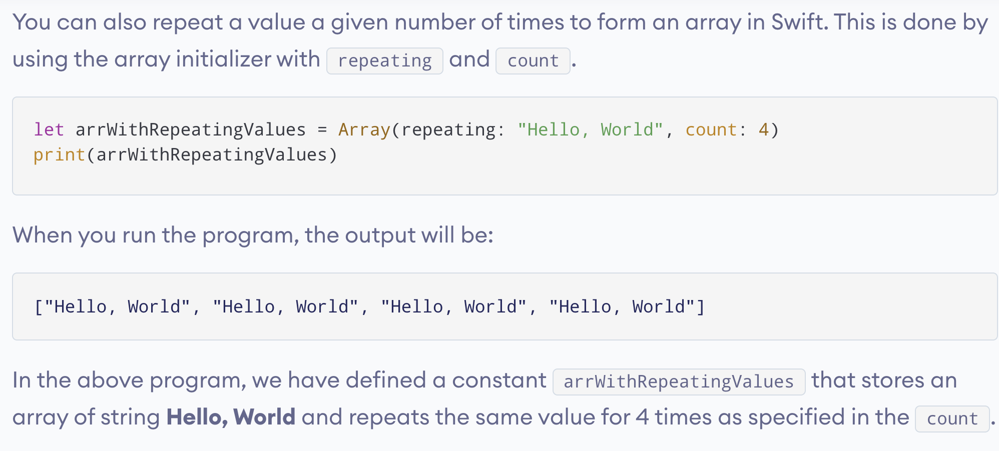 You can also repeat a value a given number of times to form an array in Swift. This is done by
using the array initializer with repeating and count.
let arrWithRepeatingValues = Array(repeating: "Hello, World", count: 4)
print(arrWithRepeatingValues)
When you run the program, the output will be:
["Hello, World", "Hello, World", "Hello, World", "Hello, World"]
In the above program, we have defined a constant arrWithRepeatingValues that stores an
array of string Hello, World and repeats the same value for 4 times as specified in the count.